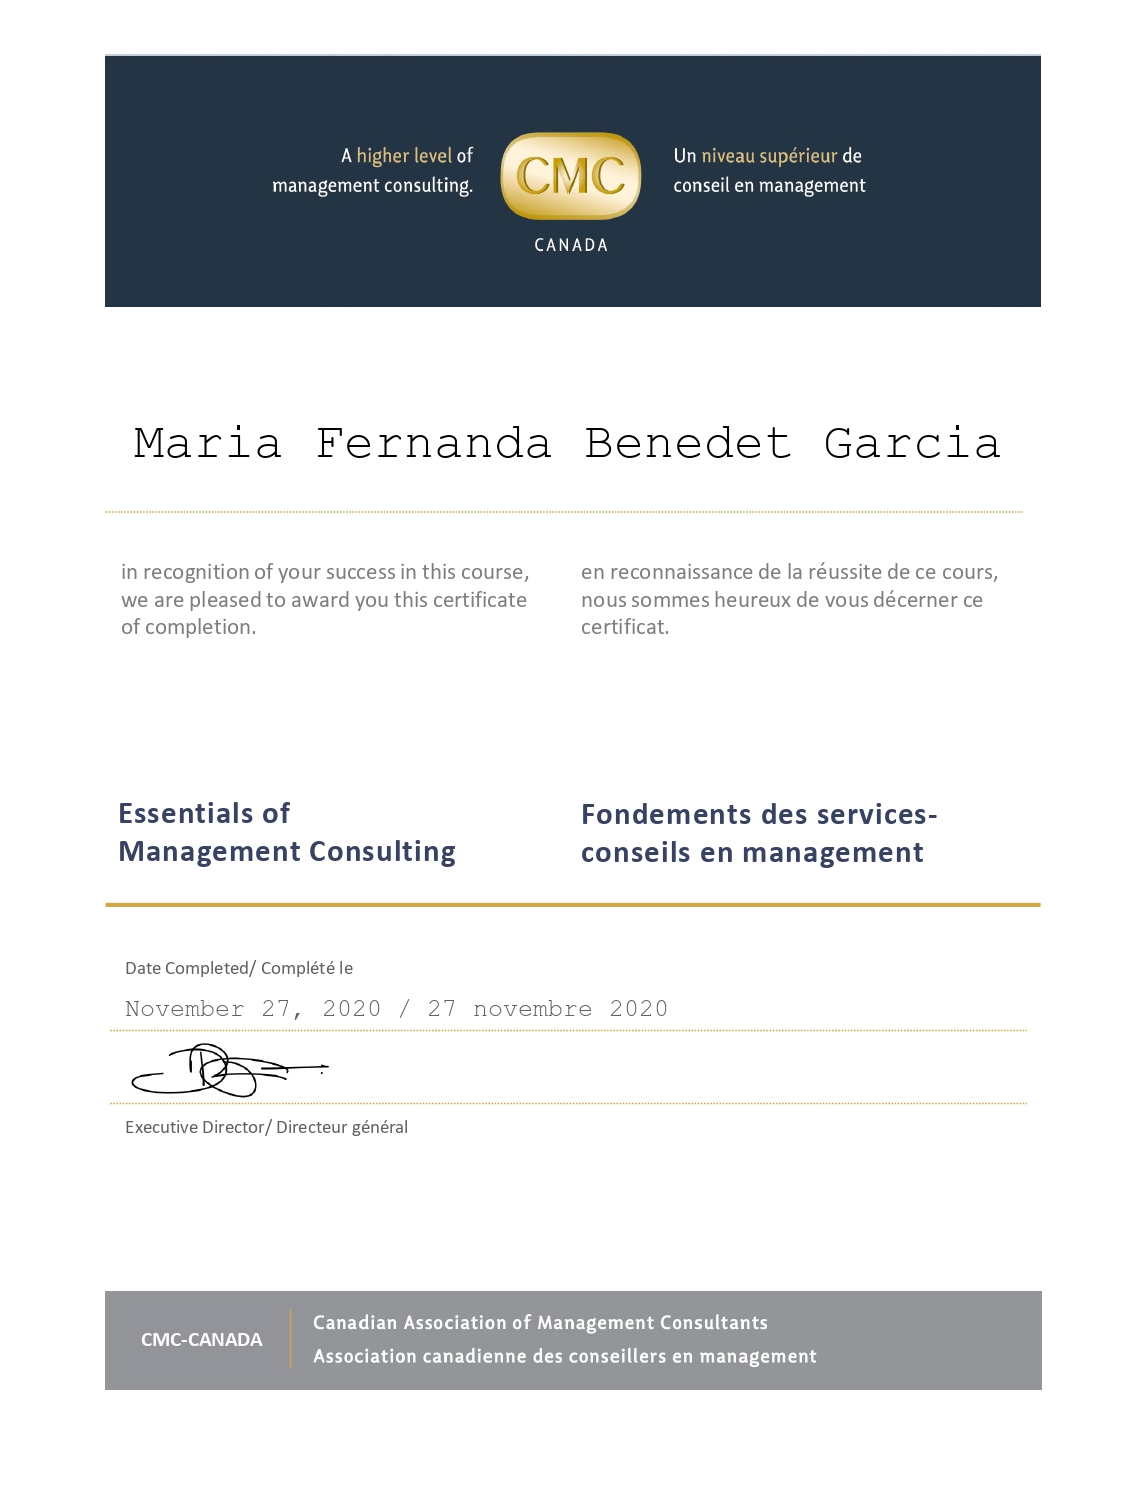 A higher level of
management consulting.
CMC
CANADA
Un niveau supérieur de
conseil en management
Maria Fernanda Benedet Garcia
in recognition of your success in this course,
we are pleased to award you this certificate
of completion.
en reconnaissance de la réussite de ce cours,
nous sommes heureux de vous décerner ce
certificat.
Essentials of
Management Consulting
Fondements des services-
conseils en management
Date Completed/ Complété le
November 27, 2020 / 27 novembre 2020
Executive Director/ Directeur général
CMC-CANADA
Canadian Association of Management Consultants
Association canadienne des conseillers en management